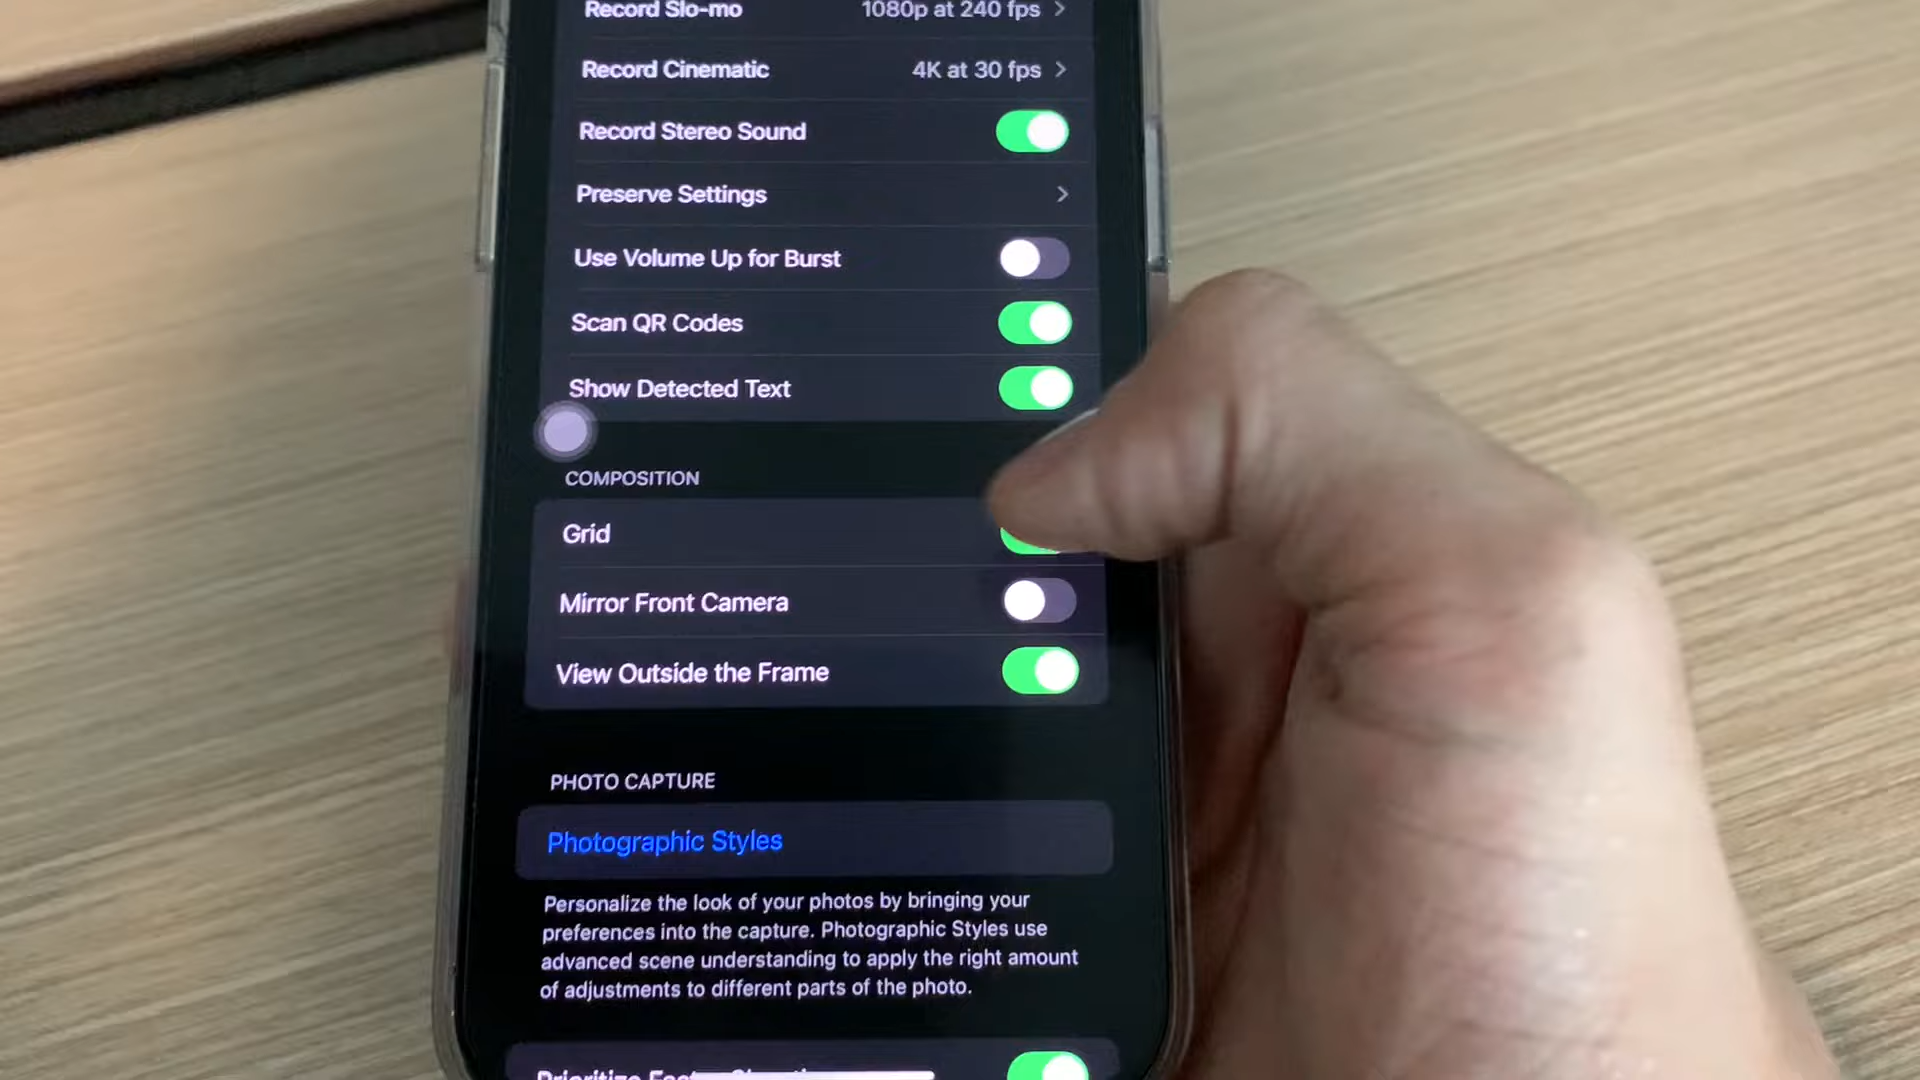 Record Slo-mo 1080p at 240 fps
Record Cinematic 4K at 30 fps
Record Stereo Sound
Preserve Settings
Use Volume Up for Burst
Scan QR Codes
Show Detected Text
COMPOSITION
Grid
Mirror Front Camera
View Outside the Frame
PHOTO CAPTURE
Photographic Styles
Personalize the look of your photos by bringing your
preferences into the capture. Photographic Styles use
advanced scene understanding to apply the right amount
of adjustments to different parts of the photo.
Prioritize